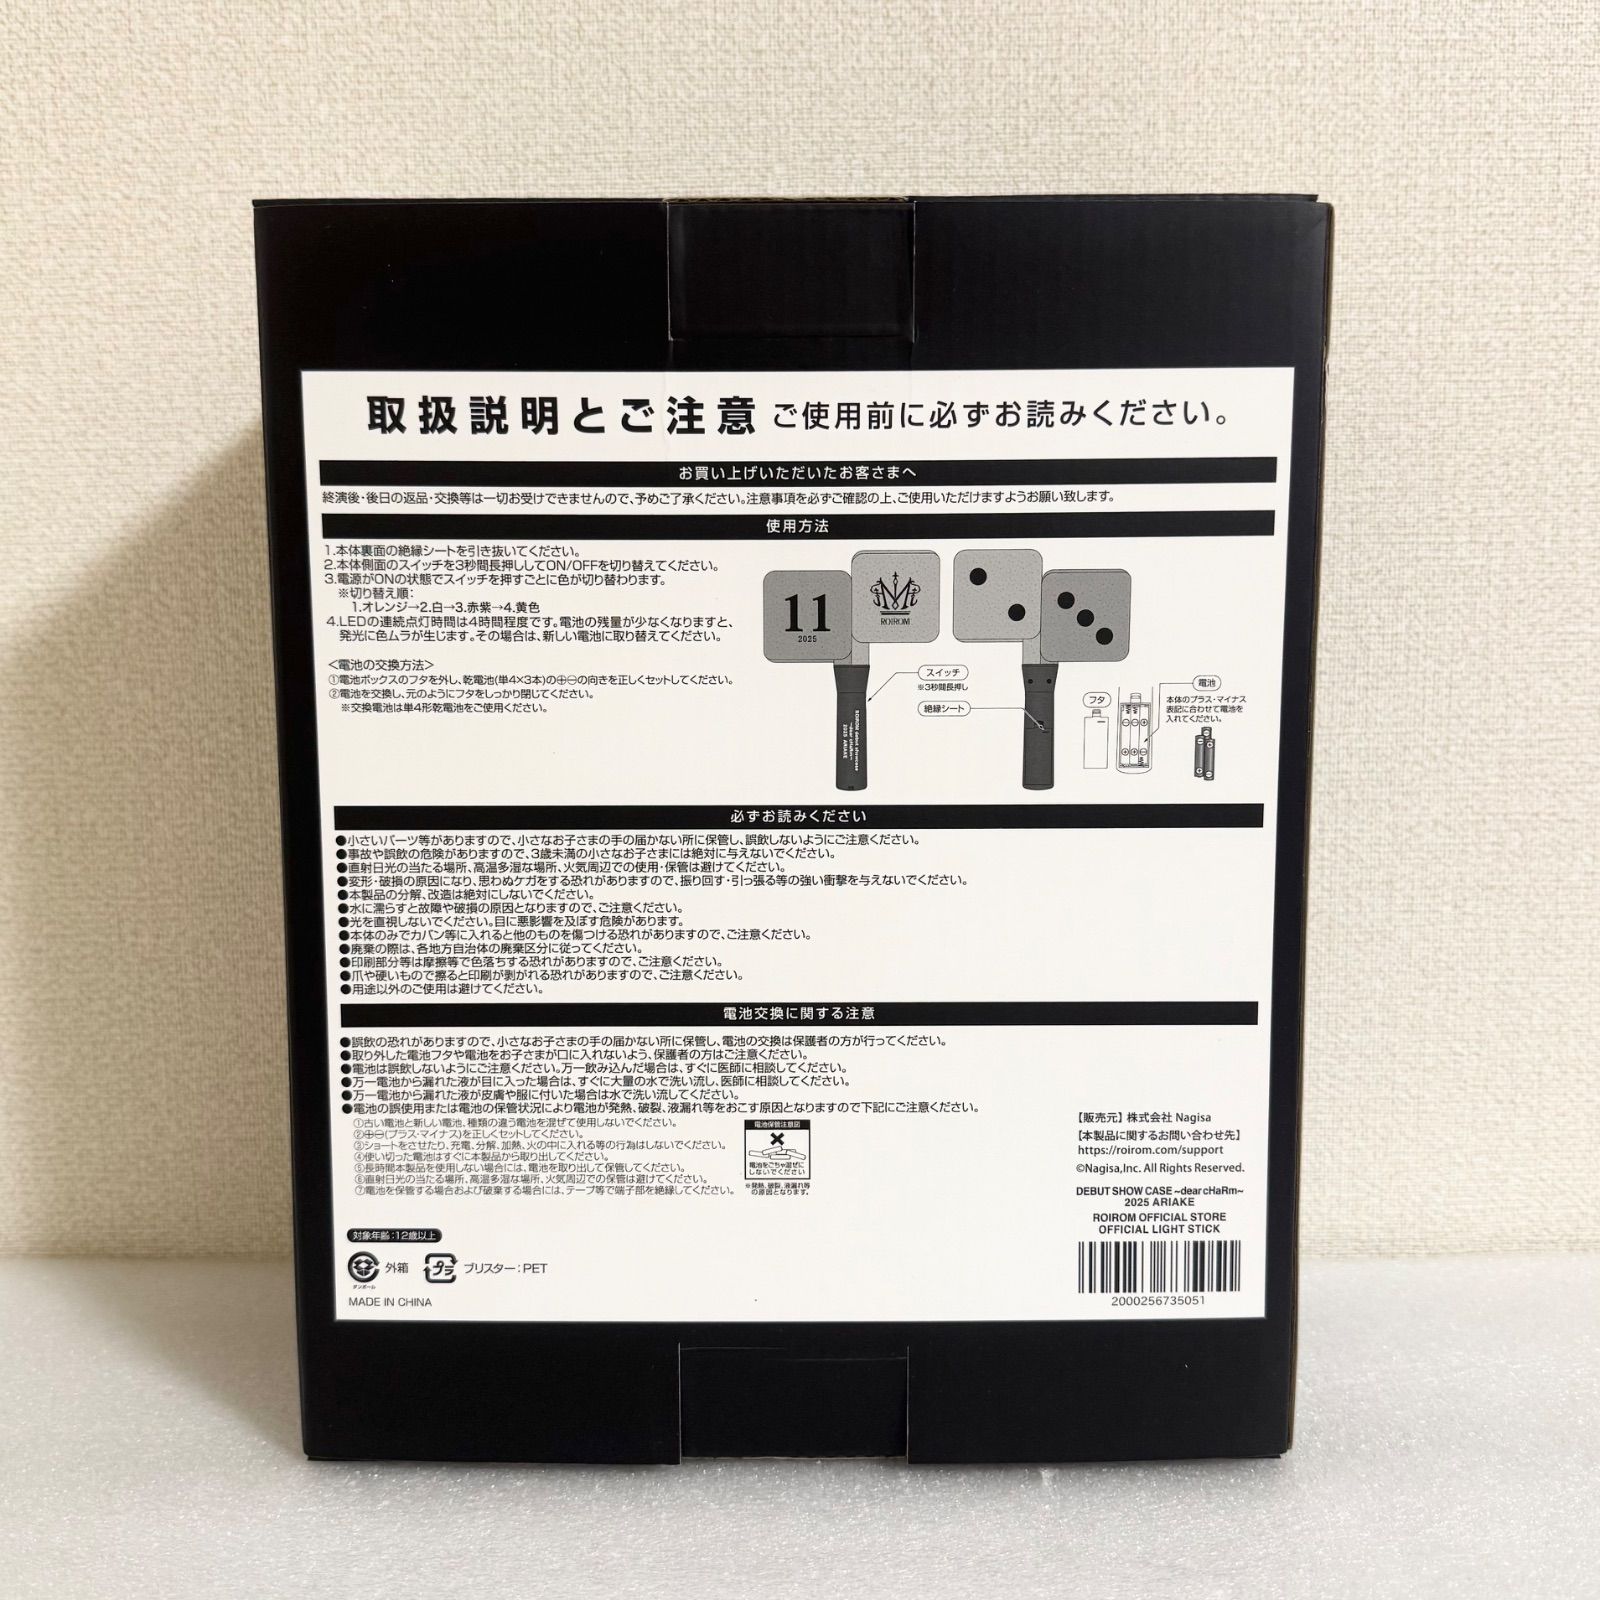 取扱説明とご注意 ご使用前に必ずお読みください。
お買い上げいただいたお客さまへ
終演後・後日の返品・交換等は一切お受けできませんので、予めご了承ください。注意事項を必ずご確認の上、ご使用いただけますようお願い致します。
使用方法
1.本体裏面の絶縁シートを引き抜いてください。
2.本体側面のスイッチを3秒間長押ししてON/OFFを切り替えてください。
3.電源がONの状態でスイッチを押すごとに色が切り替わります。
※切り替え順:
1.オレンジ→2.白→3.赤紫→4.黄色
4.LEDの連続点灯時間は4時間程度です。電池の残量が少なくなりますと、
発光に色ムラが生じます。その場合は、新しい電池に取り替えてください。
<電池の交換方法>
①電池ボックスのフタを外し、乾電池(単4×3本)の⊕⊖の向きを正しくセットしてください。
②電池を交換し、元のようにフタをしっかり閉じてください。
※交換電池は単4形乾電池をご使用ください。
11
2025
M
ROIROM
ROIROM debut showcase
~dear cHaRm~
2025 ARIAKE
スイッチ
※3秒間長押し
絶縁シート
フタ
電池
本体のプラス・マイナス
表記に合わせて電池を
入れてください。
必ずお読みください
●小さいパーツ等がありますので、小さなお子さまの手の届かない所に保管し、誤飲しないようにご注意ください。
●事故や誤飲の危険がありますので、3歳未満の小さなお子さまには絶対に与えないでください。
●直射日光の当たる場所、高温多湿な場所、火気周辺での使用・保管は避けてください。
●変形・破損の原因になり、思わぬケガをする恐れがありますので、振り回す・引っ張る等の強い衝撃を与えないでください。
●本製品の分解、改造は絶対にしないでください。
●水に濡らすと故障や破損の原因となりますので、ご注意ください。
●光を直視しないでください。目に悪影響を及ぼす危険があります。
●本体のみでカバン等に入れると他のものを傷つける恐れがありますので、ご注意ください。
●廃棄の際は、各地方自治体の廃棄区分に従ってください。
●印刷部分等は摩擦等で色落ちする恐れがありますので、ご注意ください。
●爪や硬いもので擦ると印刷が剥がれる恐れがありますので、ご注意ください。
●用途以外のご使用は避けてください。
電池交換に関する注意
●誤飲の恐れがありますので、小さなお子さまの手の届かない所に保管し、電池の交換は保護者の方が行ってください。
●取り外した電池フタや電池をお子さまが口に入れないよう、保護者の方はご注意ください。
●電池は誤飲しないようにご注意ください。万一飲み込んだ場合は、すぐに医師に相談してください。
●万一電池から漏れた液が目に入った場合は、すぐに大量の水で洗い流し、医師に相談してください。
●万一電池から漏れた液が皮膚や服に付いた場合は水で洗い流してください。
●電池の誤使用または電池の保管状況により電池が発熱、破裂、液漏れ等をおこす原因となりますので下記にご注意ください。
①古い電池と新しい電池、種類の違う電池を混ぜて使用しないでください。
②⊕⊖(プラス・マイナス)を正しくセットしてください。
③ショートをさせたり、充電、分解、加熱、火の中に入れる等の行為はしないでください。
④使い切った電池はすぐに本製品から取り出してください。
⑤長時間本製品を使用しない場合には、電池を取り出して保管してください。
⑥直射日光の当たる場所、高温多湿な場所、火気周辺での保管は避けてください。
⑦電池を保管する場合および破棄する場合には、テープ等で端子部を絶縁してください。
電池保管注意図
電池をごちゃ混ぜに
しないでください
※発熱、破裂、液漏れ等
の原因となります。
【販売元】株式会社 Nagisa
【本製品に関するお問い合わせ先】
https://roirom.com/support
©Nagisa,Inc. All Rights Reserved.
DEBUT SHOW CASE ~dear cHaRm~
2025 ARIAKE
ROIROM OFFICIAL STORE
OFFICIAL LIGHT STICK
2000256735051
対象年齢:12歳以上
ダンボール
外箱
プラ
ブリスター:PET
MADE IN CHINA